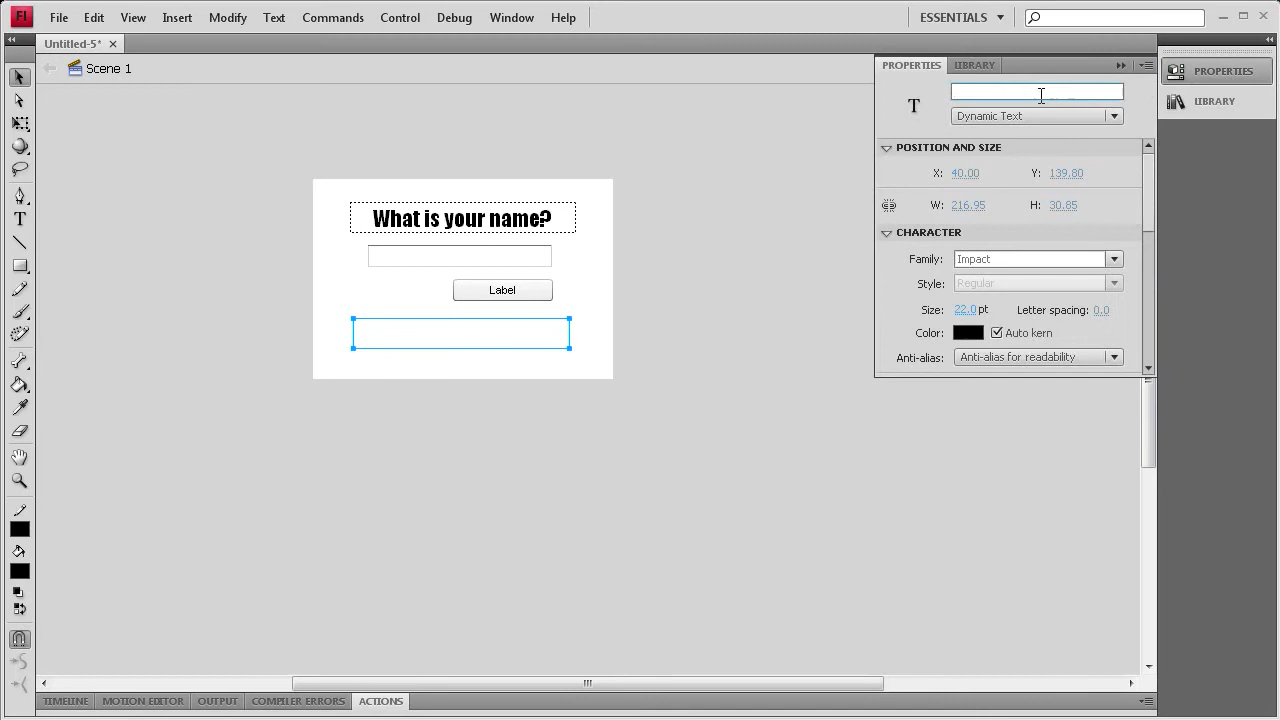 Fl File Edit View Insert Modify Text Commands Control Debug Window Help ESSENTIALS
Untitled-5*
Scene 1
PROPERTIES LIBRARY
PROPERTIES
LIBRARY
T
Dynamic Text
POSITION AND SIZE
X: 40.00 Y: 139.80
W: 216.95 H: 30.85
CHARACTER
Family: Impact
Style: Regular
Size: 22.0 pt Letter spacing: 0.0
Color: Auto kern
Anti-alias: Anti-alias for readability
What is your name?
Label
TIMELINE MOTION EDITOR OUTPUT COMPILER ERRORS ACTIONS